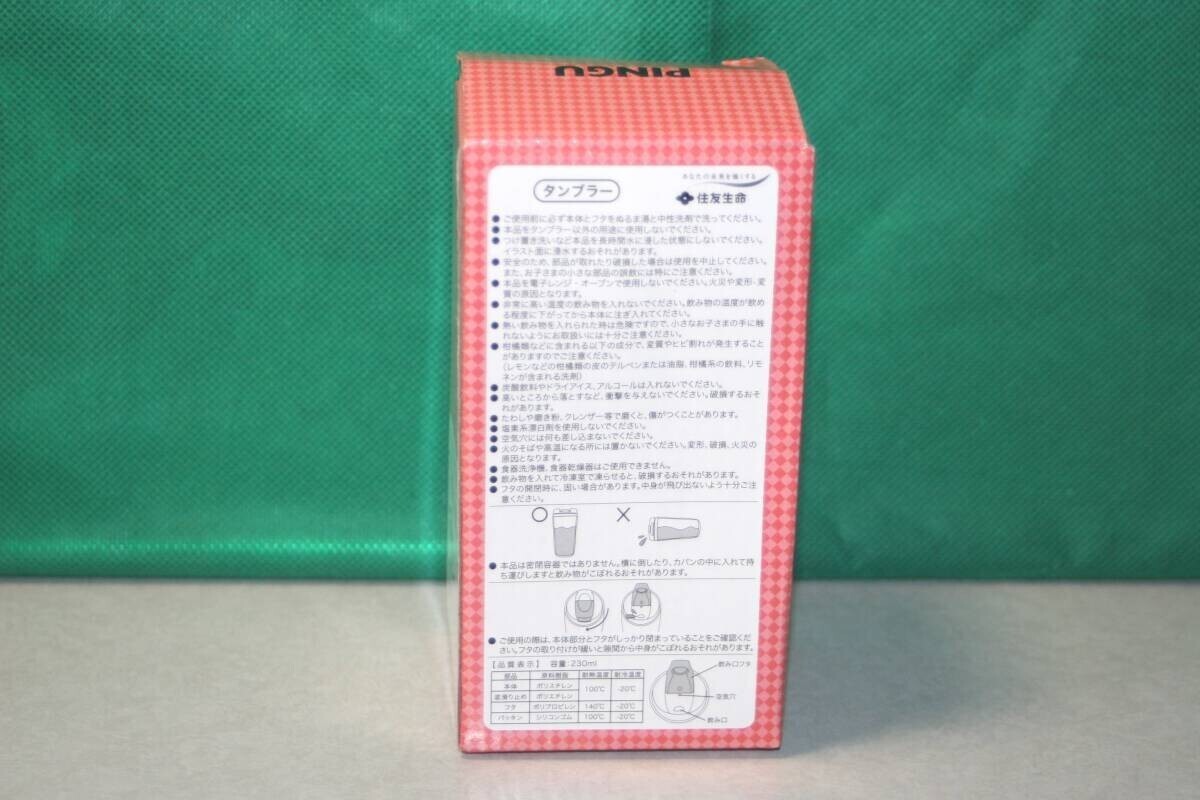 PINGU
あなたの未来を強くする
タンブラー
住友生命
● ご使用前に必ず本体とフタをぬるま湯と中性洗剤で洗ってください。
● 本品をタンブラー以外の用途に使用しないでください。
● つけ置き洗いなど本品を長時間水に浸した状態にしないでください。
イラスト面に浸水するおそれがあります。
● 安全のため、部品が取れたり破損した場合は使用を中止してください。
また、お子さまの小さな部品の誤飲には特にご注意ください。
● 本品を電子レンジ・オーブンで使用しないでください。火災や変形・変
質の原因となります。
● 非常に高い温度の飲み物を入れないでください。飲み物の温度が飲め
る程度に下がってから本体に注ぎ入れてください。
● 熱い飲み物を入れられた時は危険ですので、小さなお子さまの手に触
れないようにお取扱いには十分ご注意ください。
● 柑橘類などに含まれる以下の成分で、変質やヒビ割れが発生すること
がありますのでご注意ください。
(レモンなどの柑橘類の皮のテルペンまたは油脂、柑橘系の飲料、リモ
ネンが含まれる洗剤)
● 炭酸飲料やドライアイス、アルコールは入れないでください。
● 高いところから落とすなど、衝撃を与えないでください。破損するおそ
れがあります。
● たわしや磨き粉、クレンザー等で磨くと、傷がつくことがあります。
● 塩素系漂白剤を使用しないでください。
● 空気穴には何も差し込まないでください。
● 火のそばや高温になる所には置かないでください。変形、破損、火災の
原因となります。
● 食器洗浄機、食器乾燥器はご使用できません。
● 飲み物を入れて冷凍室で凍らせると、破損するおそれがあります。
● フタの開閉時に、固い場合があります。中身が飛び出ないよう十分ご注
意ください。
○ ×
● 本品は密閉容器ではありません。横に倒したり、カバンの中に入れて持
ち運びしますと飲み物がこぼれるおそれがあります。
● ご使用の際は、本体部分とフタがしっかり閉まっていることをご確認くだ
さい。フタの取り付けが緩いと隙間から中身がこぼれるおそれがあります。
【品質表示】 容量:230ml
部品 原料樹脂 耐熱温度 耐冷温度
本体 ポリスチレン 100℃ -20℃
底滑り止め ポリエチレン
フタ ポリプロピレン 140℃ -20℃
パッキン シリコンゴム 100℃ -20℃
飲み口フタ
空気穴
飲み口